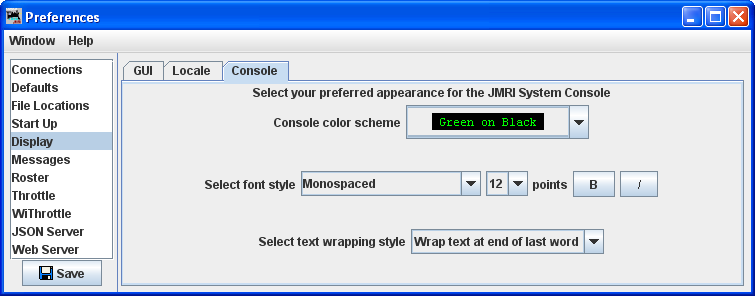 Preferences
Window Help
Connections
Defaults
File Locations
Start Up
Display
Messages
Roster
Throttle
WiThrottle
JSON Server
Web Server
Save
GUI Locale Console
Select your preferred appearance for the JMRI System Console
Console color scheme Green on Black
Select font style Monospaced 12 points B I
Select text wrapping style Wrap text at end of last word